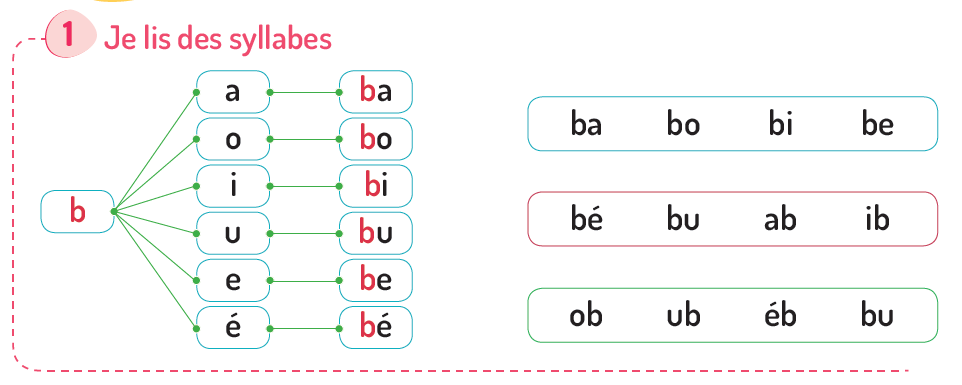 1 Je lis des syllabes
a ba
o bo
i bi
b
u bu
e be
é bé
ba bo bi be
bé bu ab ib
ob ub éb bu